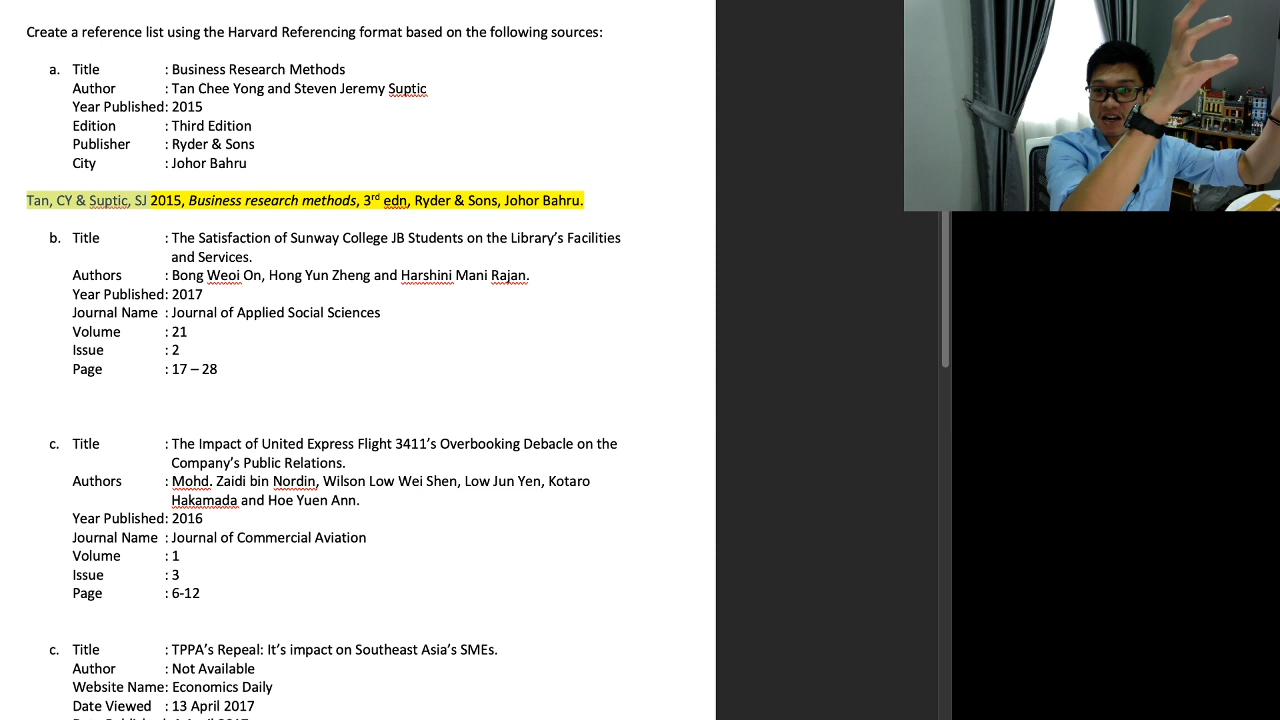 Create a reference list using the Harvard Referencing format based on the following sources:
a. Title : Business Research Methods
Author : Tan Chee Yong and Steven Jeremy Suptic
Year Published: 2015
Edition : Third Edition
Publisher : Ryder & Sons
City : Johor Bahru
Tan, CY & Suptic, SJ 2015, Business research methods, 3rd edn, Ryder & Sons, Johor Bahru.
b. Title : The Satisfaction of Sunway College JB Students on the Library’s Facilities
and Services.
Authors : Bong Weoi On, Hong Yun Zheng and Harshini Mani Rajan.
Year Published: 2017
Journal Name : Journal of Applied Social Sciences
Volume : 21
Issue : 2
Page : 17 – 28
c. Title : The Impact of United Express Flight 3411’s Overbooking Debacle on the
Company’s Public Relations.
Authors : Mohd. Zaidi bin Nordin, Wilson Low Wei Shen, Low Jun Yen, Kotaro
Hakamada and Hoe Yuen Ann.
Year Published: 2016
Journal Name : Journal of Commercial Aviation
Volume : 1
Issue : 3
Page : 6-12
c. Title : TPPA’s Repeal: It’s impact on Southeast Asia’s SMEs.
Author : Not Available
Website Name: Economics Daily
Date Viewed : 13 April 2017